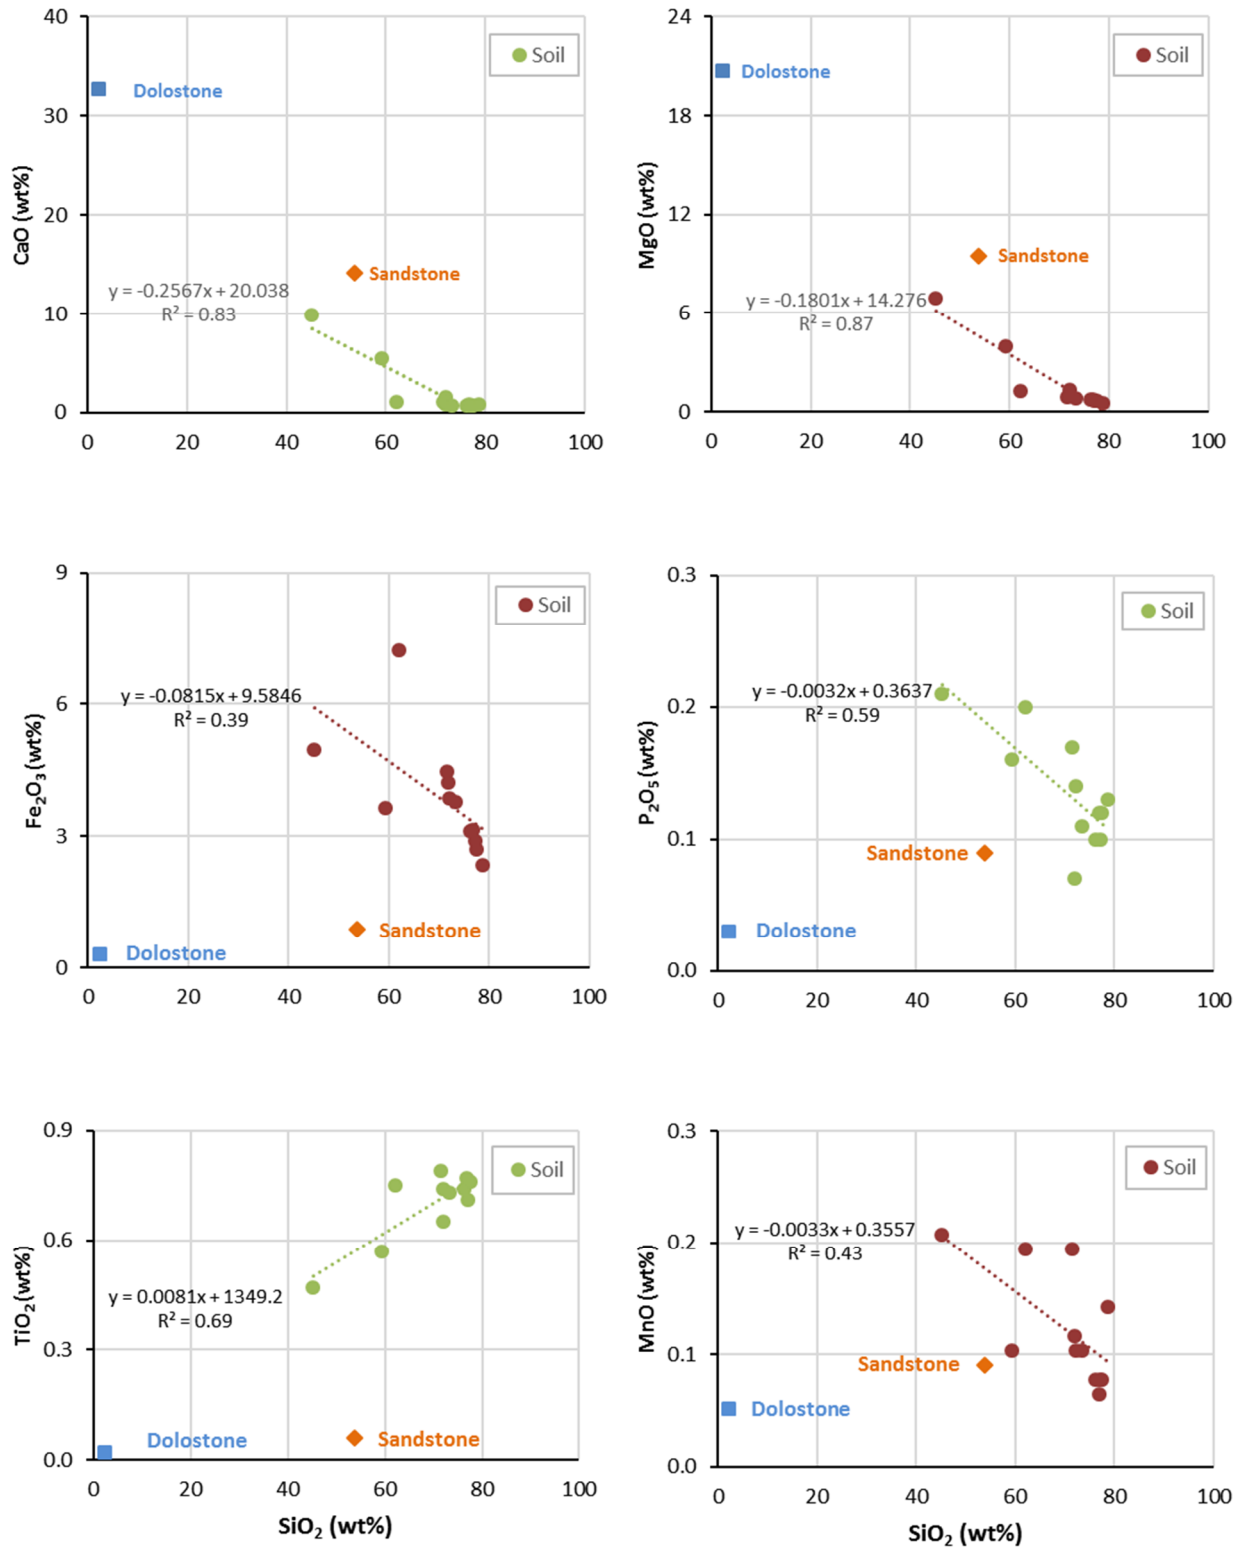 40
30
20
10
0
CaO (wt%)
Soil
Dolostone
Sandstone
y = -0.2567x + 20.038
R² = 0.83
0 20 40 60 80 100
24
18
12
6
0
MgO (wt%)
Soil
Dolostone
Sandstone
y = -0.1801x + 14.276
R² = 0.87
0 20 40 60 80 100
9
6
3
0
Fe₂O₃ (wt%)
Soil
y = -0.0815x + 9.5846
R² = 0.39
Sandstone
Dolostone
0 20 40 60 80 100
0.3
0.2
0.1
0.0
P₂O₅ (wt%)
Soil
y = -0.0032x + 0.3637
R² = 0.59
Sandstone
Dolostone
0 20 40 60 80 100
0.9
0.6
0.3
0.0
TiO₂ (wt%)
Soil
y = 0.0081x + 1349.2
R² = 0.69
Dolostone
Sandstone
0 20 40 60 80 100
SiO₂ (wt%)
0.3
0.2
0.1
0.0
MnO (wt%)
Soil
y = -0.0033x + 0.3557
R² = 0.43
Sandstone
Dolostone
0 20 40 60 80 100
SiO₂ (wt%)